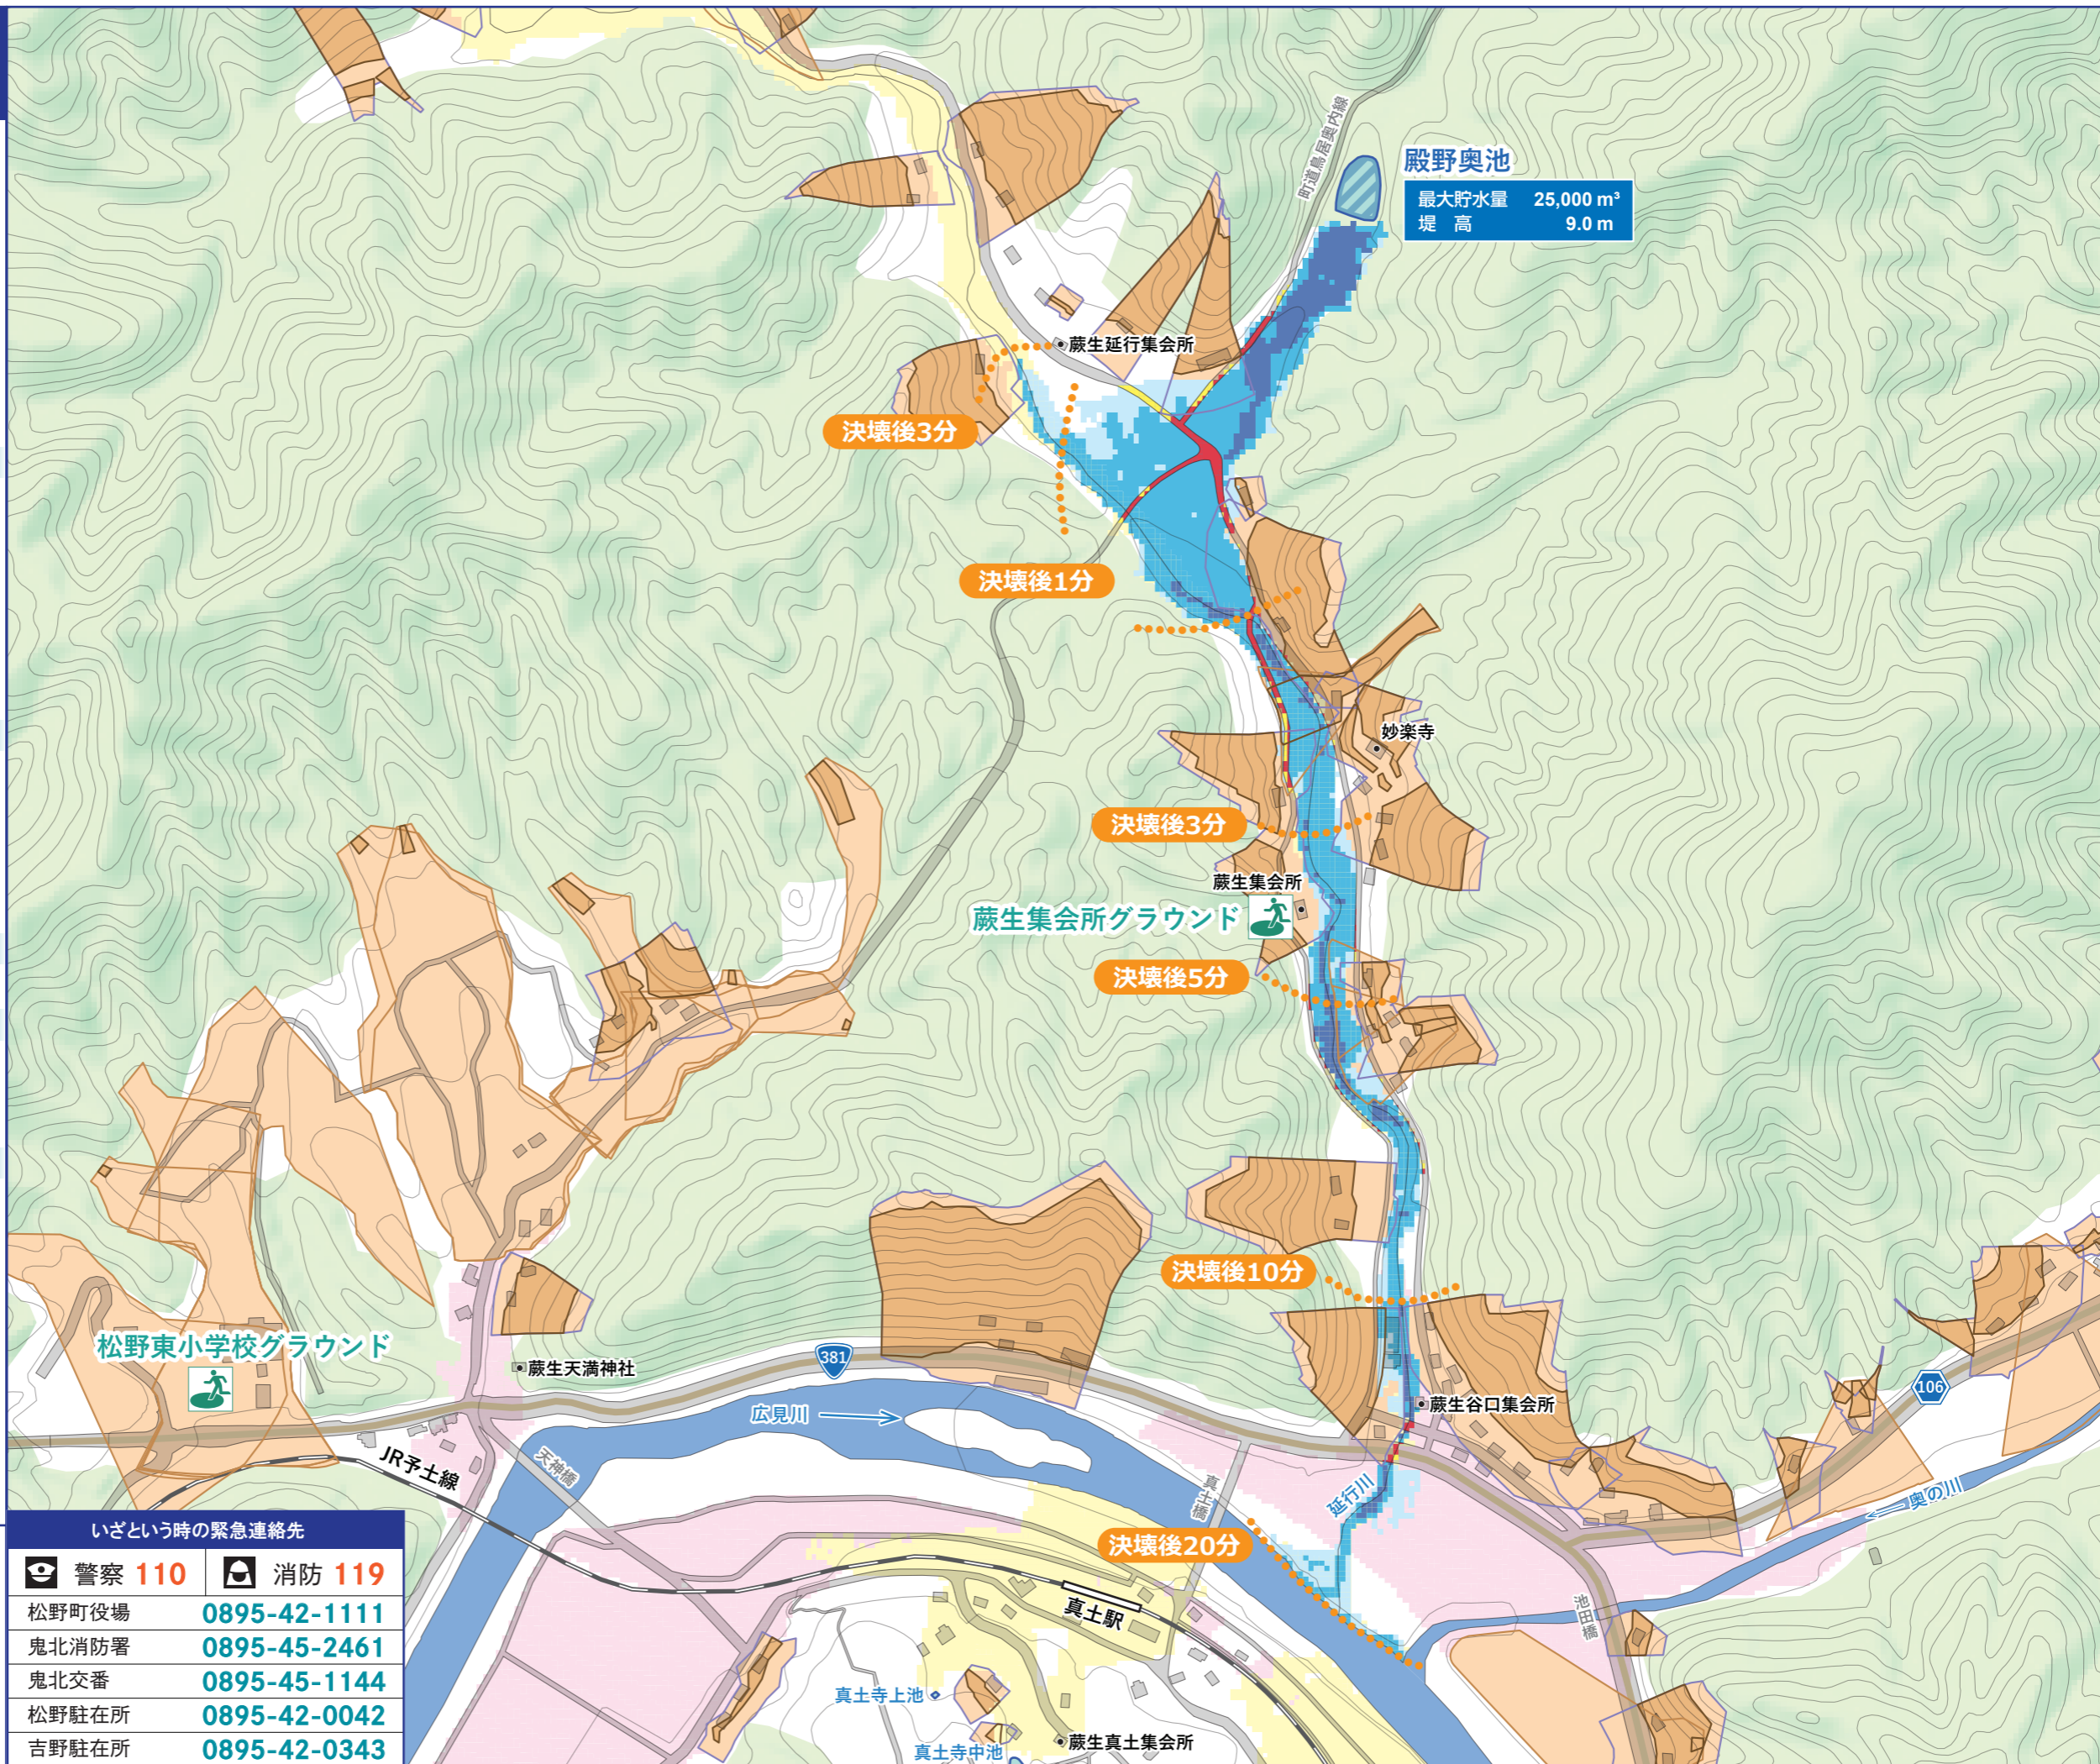 町道鳥居奥内線
殿野奥池
最大貯水量 25,000 m³
堤 高 9.0 m
蕨生延行集会所
決壊後3分
決壊後1分
妙楽寺
決壊後3分
蕨生集会所
蕨生集会所グラウンド
決壊後5分
決壊後10分
松野東小学校グラウンド
蕨生天満神社
381
106
広見川
蕨生谷口集会所
JR予土線
天神橋
真土橋
延行川
奥の川
決壊後20分
真土駅
池田橋
真土寺上池
蕨生真土集会所
真土寺中池
いざという時の緊急連絡先
警察 110 消防 119
松野町役場 0895-42-1111
鬼北消防署 0895-45-2461
鬼北交番 0895-45-1144
松野駐在所 0895-42-0042
吉野駐在所 0895-42-0343